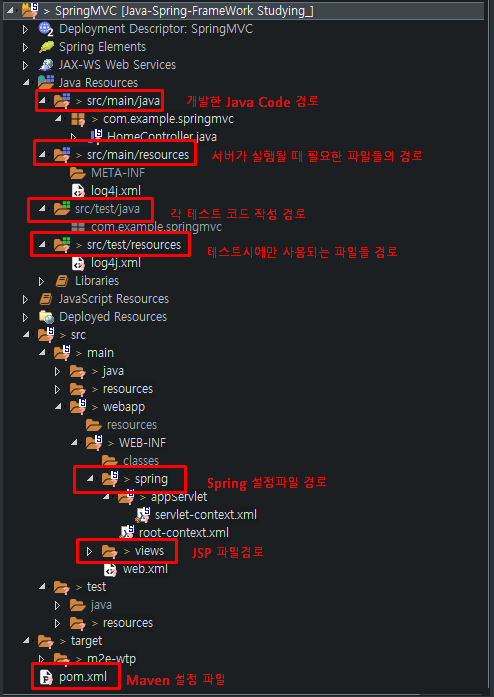 > SpringMVC [Java-Spring-FrameWork Studying_]
Deployment Descriptor: SpringMVC
Spring Elements
JAX-WS Web Services
Java Resources
> src/main/java 개발한 Java Code 경로
> com.example.springmvc
HomeController.java
> src/main/resources 서버가 실행될 때 필요한 파일들의 경로
META-INF
log4j.xml
src/test/java 각 테스트 코드 작성 경로
com.example.springmvc
> src/test/resources 테스트시에만 사용되는 파일들 경로
log4j.xml
Libraries
JavaScript Resources
Deployed Resources
> src
> main
> java
> resources
> webapp
resources
> WEB-INF
classes
> spring Spring 설정파일 경로
> appServlet
servlet-context.xml
root-context.xml
> views JSP 파일경로
web.xml
> test
java
> resources
> target
> m2e-wtp
pom.xml Maven 설정 파일